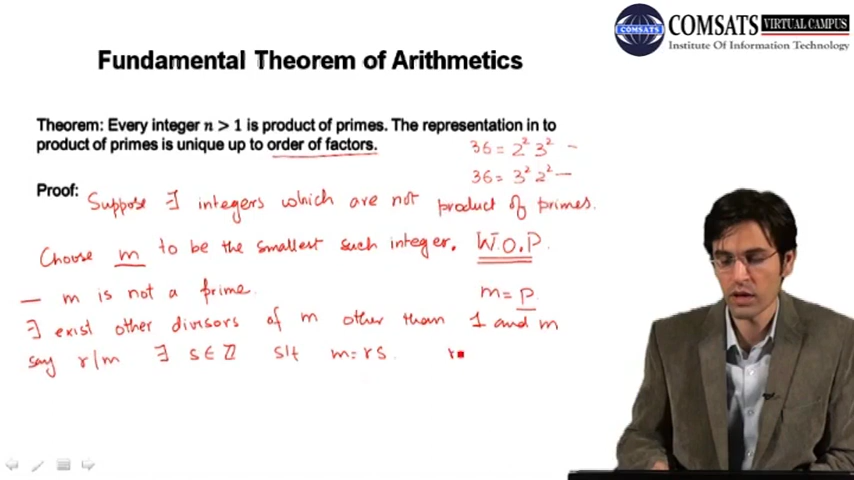 COMSATS VIRTUAL CAMPUS
COMSATS
Institute Of Information Technology
Fundamental Theorem of Arithmetics
Theorem: Every integer n > 1 is product of primes. The representation in to
product of primes is unique up to order of factors.
36 = 2² 3² –
36 = 3² 2² –
Proof: Suppose ∃ integers which are not product of primes.
Choose m to be the smallest such integer. W.O.P.
— m is not a prime. m = p
∃ exist other divisors of m other than 1 and m
say r/m ∃ s ∈ ℤ s/t m = rs.